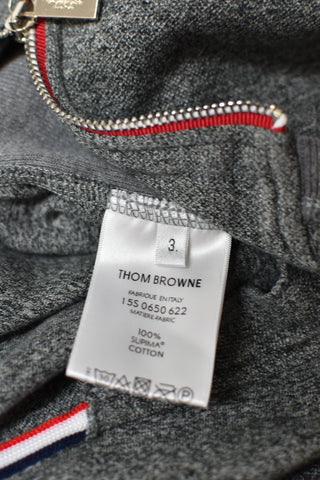 3.
THOM BROWNE
FABRIQUE EN ITALY
15S 0650 622
MATIERE-FABRIC
100%
SUPIMA®
COTTON